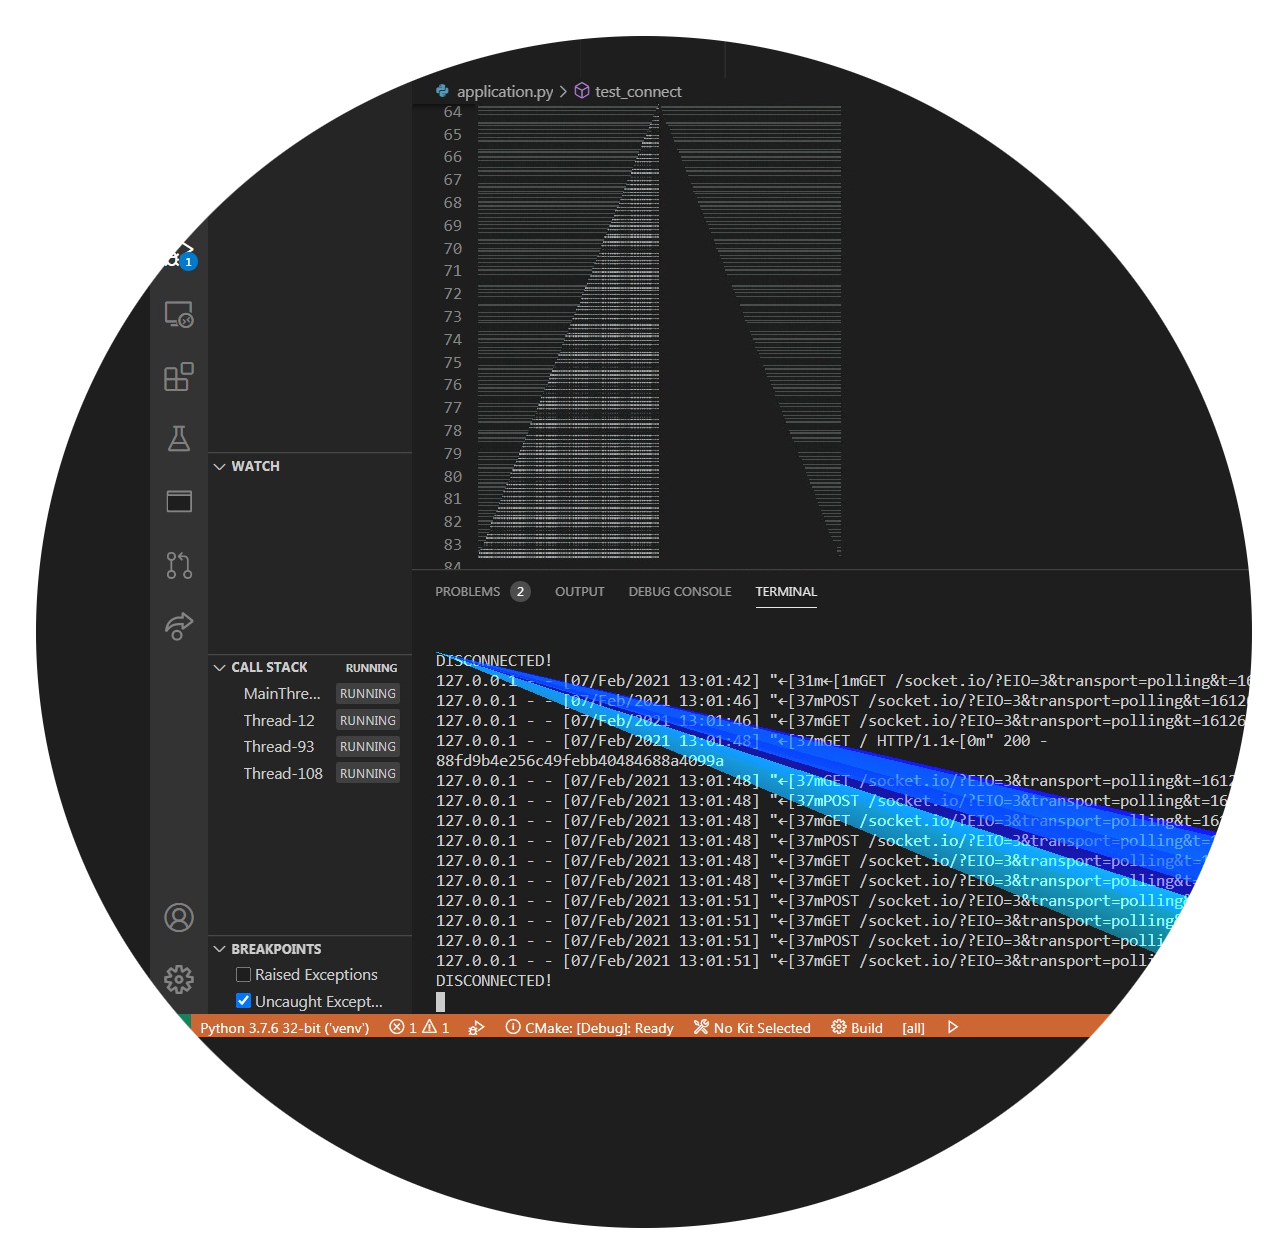 application.py > test_connect
64
65
66
67
68
69
70
71
72
73
74
75
76
77
78
79
80
81
82
83
84
1
WATCH
CALL STACK RUNNING
MainThre... RUNNING
Thread-12 RUNNING
Thread-93 RUNNING
Thread-108 RUNNING
BREAKPOINTS
Raised Exceptions
Uncaught Except...
PROBLEMS 2 OUTPUT DEBUG CONSOLE TERMINAL
DISCONNECTED!
127.0.0.1 - - [07/Feb/2021 13:01:42] "←[31m←[1mGET /socket.io/?EIO=3&transport=polling&t=16
127.0.0.1 - - [07/Feb/2021 13:01:46] "←[37mPOST /socket.io/?EIO=3&transport=polling&t=16126
127.0.0.1 - - [07/Feb/2021 13:01:46] "←[37mGET /socket.io/?EIO=3&transport=polling&t=16126
127.0.0.1 - - [07/Feb/2021 13:01:48] "←[37mGET / HTTP/1.1←[0m" 200 -
88fd9b4e256c49febb40484688a4099a
127.0.0.1 - - [07/Feb/2021 13:01:48] "←[37mGET /socket.io/?EIO=3&transport=polling&t=1612
127.0.0.1 - - [07/Feb/2021 13:01:48] "←[37mPOST /socket.io/?EIO=3&transport=polling&t=16
127.0.0.1 - - [07/Feb/2021 13:01:48] "←[37mGET /socket.io/?EIO=3&transport=polling&t=161
127.0.0.1 - - [07/Feb/2021 13:01:48] "←[37mPOST /socket.io/?EIO=3&transport=polling&t=
127.0.0.1 - - [07/Feb/2021 13:01:48] "←[37mGET /socket.io/?EIO=3&transport=polling&t=
127.0.0.1 - - [07/Feb/2021 13:01:48] "←[37mGET /socket.io/?EIO=3&transport=polling&t=
127.0.0.1 - - [07/Feb/2021 13:01:51] "←[37mPOST /socket.io/?EIO=3&transport=polling
127.0.0.1 - - [07/Feb/2021 13:01:51] "←[37mGET /socket.io/?EIO=3&transport=polling
127.0.0.1 - - [07/Feb/2021 13:01:51] "←[37mPOST /socket.io/?EIO=3&transport=polli
127.0.0.1 - - [07/Feb/2021 13:01:51] "←[37mGET /socket.io/?EIO=3&transport=polli
DISCONNECTED!
Python 3.7.6 32-bit ('venv') 1 1 CMake: [Debug]: Ready No Kit Selected Build [all]